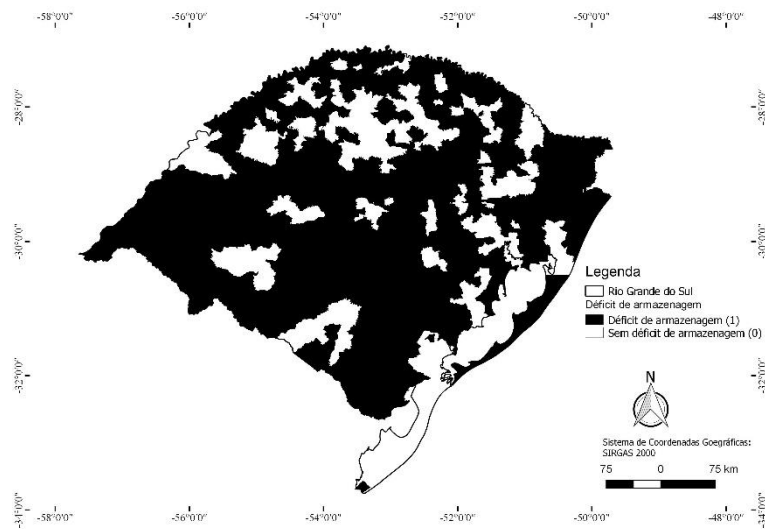 -58°0'0" -56°0'0" -54°0'0" -52°0'0" -50°0'0" -48°0'0"
-28°0'0" -28°0'0"
-30°0'0" -30°0'0"
Legenda
Rio Grande do Sul
Déficit de armazenagem
Déficit de armazenagem (1)
Sem déficit de armazenagem (0)
-32°0'0" -32°0'0"
N
Sistema de Coordenadas Goegráficas:
SIRGAS 2000
75 0 75 km
-34°0'0" -34°0'0"
-58°0'0" -56°0'0" -54°0'0" -52°0'0" -50°0'0" -48°0'0"